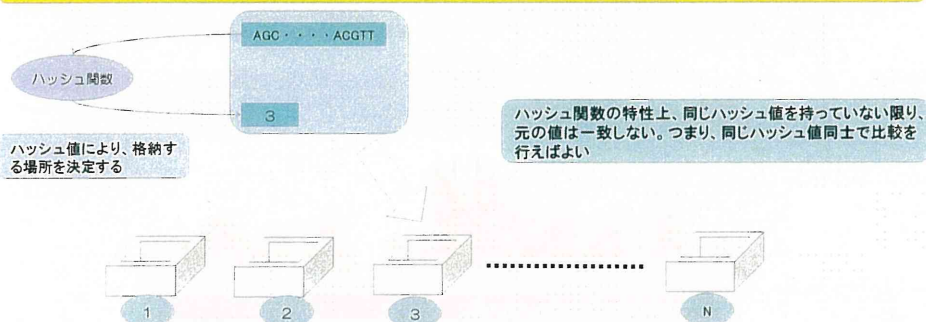 AGC・・・・ACGTT
ハッシュ関数
3
ハッシュ関数の特性上、同じハッシュ値を持っていない限り、
元の値は一致しない。つまり、同じハッシュ値同士で比較を
行えばよい
ハッシュ値により、格納す
る場所を決定する
1
2
3
N